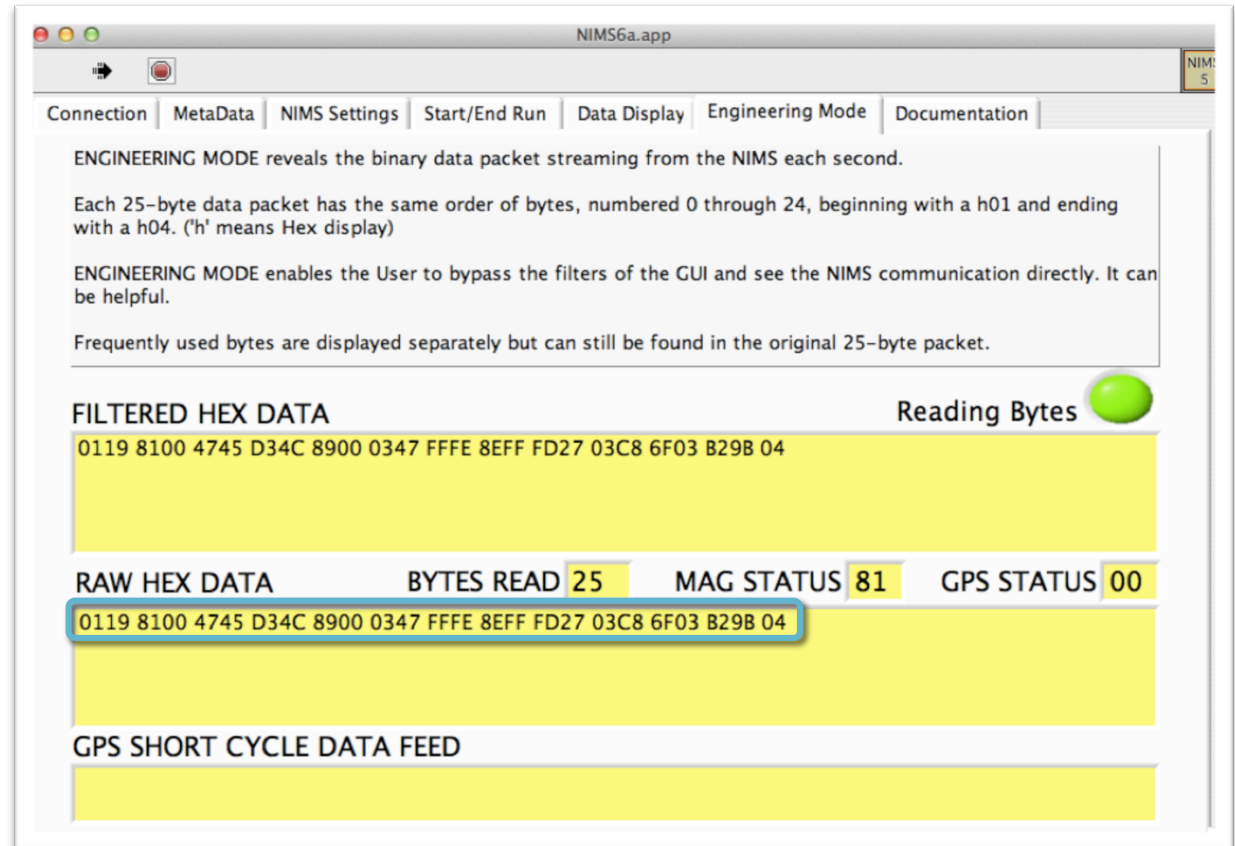 NIMS6a.app
NIM
5
Connection MetaData NIMS Settings Start/End Run Data Display Engineering Mode Documentation
ENGINEERING MODE reveals the binary data packet streaming from the NIMS each second.
Each 25-byte data packet has the same order of bytes, numbered 0 through 24, beginning with a h01 and ending
with a h04. ('h' means Hex display)
ENGINEERING MODE enables the User to bypass the filters of the GUI and see the NIMS communication directly. It can
be helpful.
Frequently used bytes are displayed separately but can still be found in the original 25-byte packet.
FILTERED HEX DATA Reading Bytes
0119 8100 4745 D34C 8900 0347 FFFE 8EFF FD27 03C8 6F03 B29B 04
RAW HEX DATA BYTES READ 25 MAG STATUS 81 GPS STATUS 00
0119 8100 4745 D34C 8900 0347 FFFE 8EFF FD27 03C8 6F03 B29B 04
GPS SHORT CYCLE DATA FEED